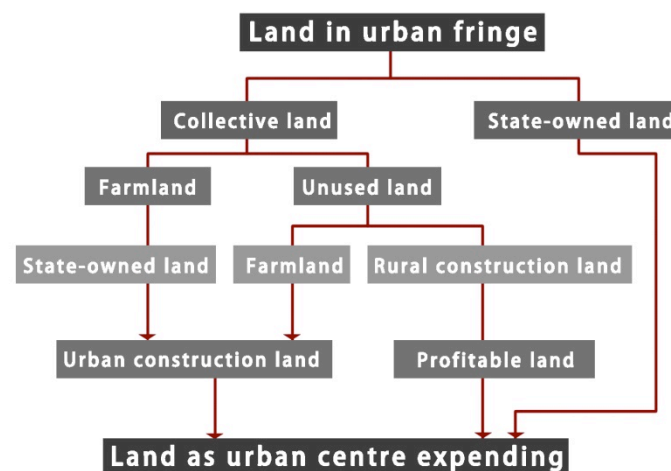 Land in urban fringe
Collective land
State-owned land
Farmland
Unused land
State-owned land
Farmland
Rural construction land
Urban construction land
Profitable land
Land as urban centre expending